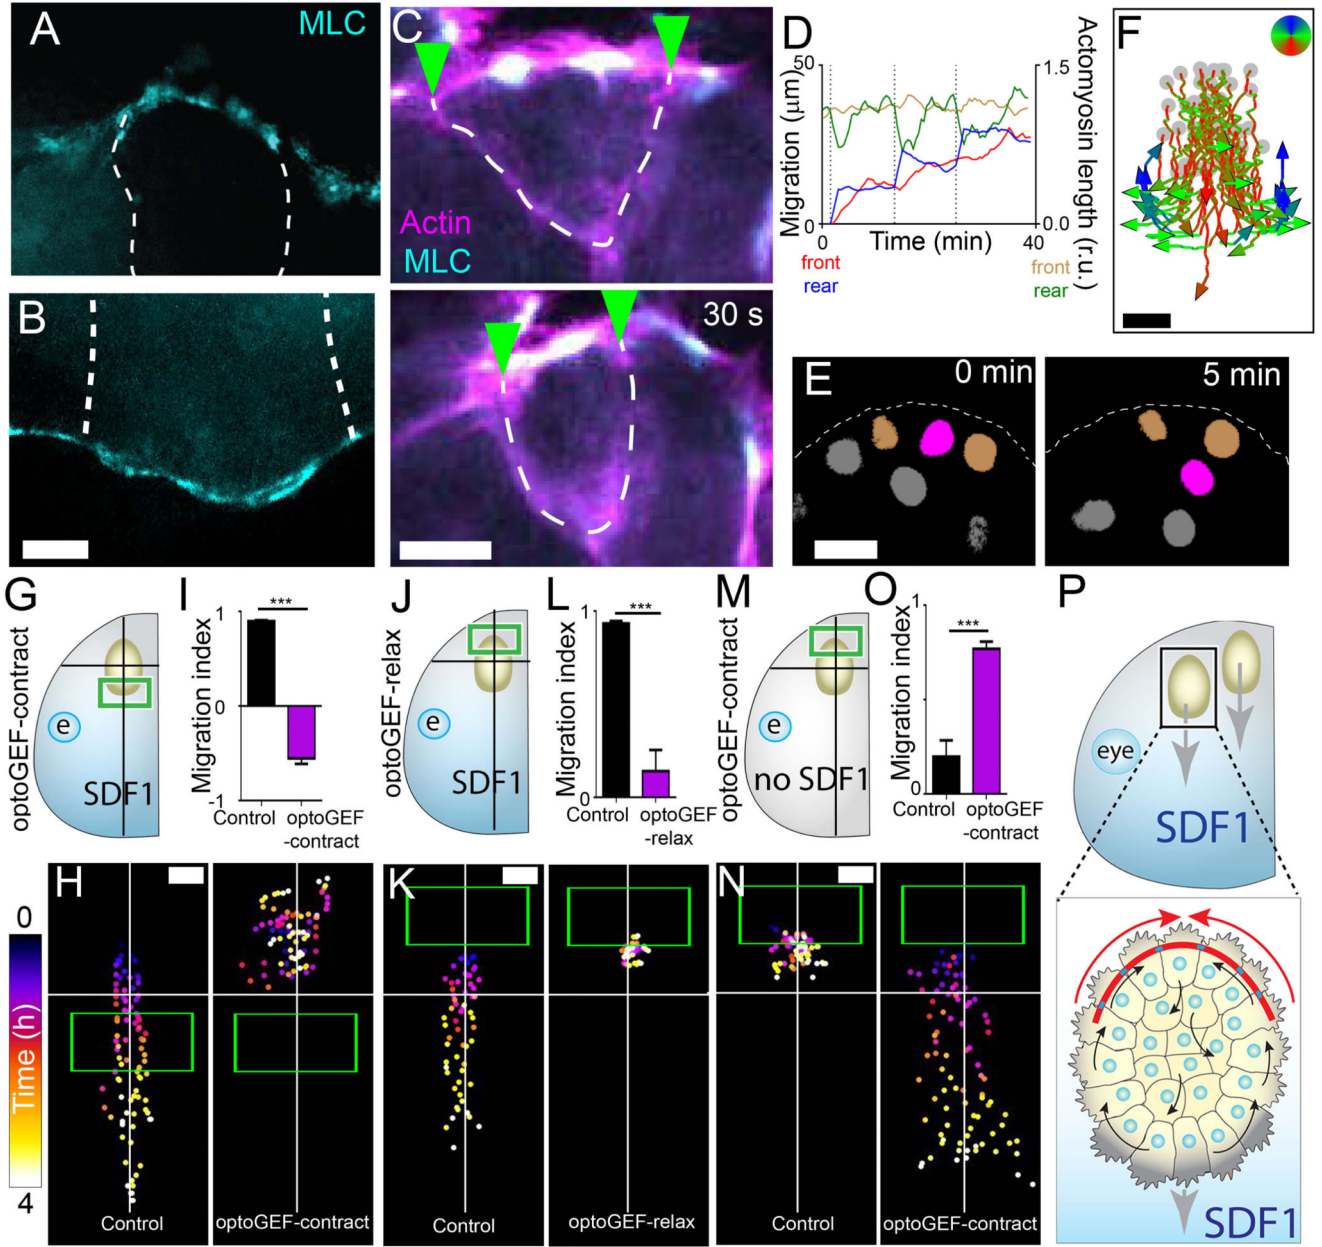 A
MLC
B
C
Actin
MLC
30 s
D
Migration (μm)
50
0
1.5
0.0
Actomyosin length (r.u.)
0
Time (min)
40
front
rear
front
rear
F
E
0 min
5 min
G
optoGEF-contract
e
SDF1
I
Migration index
1
0
-1
***
Control
optoGEF
-contract
J
optoGEF-relax
e
SDF1
L
Migration index
1
0
***
Control
optoGEF
-relax
M
optoGEF-contract
e
no SDF1
O
Migration index
1
0
***
Control
optoGEF
-contract
P
eye
SDF1
SDF1
0
Time (h)
4
H
Control
optoGEF-contract
K
Control
optoGEF-relax
N
Control
optoGEF-contract